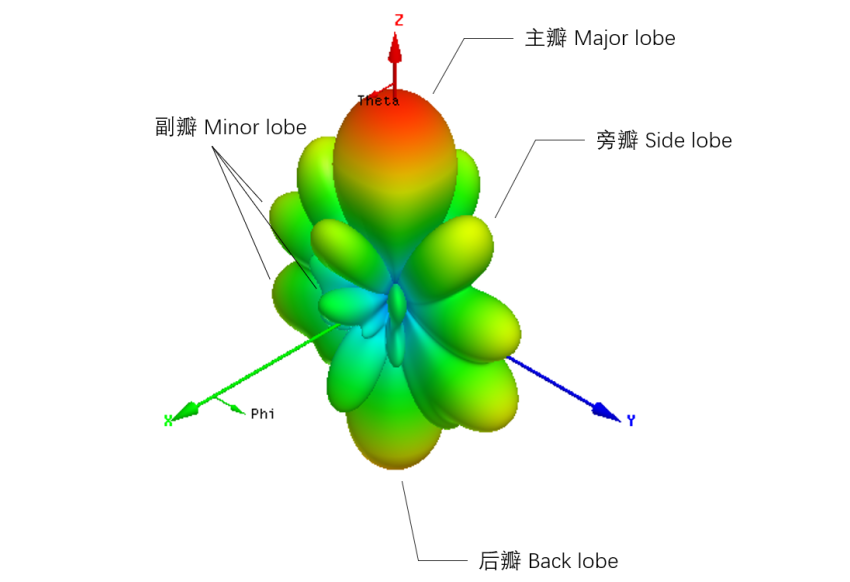 Z
主瓣 Major lobe
Theta
副瓣 Minor lobe
旁瓣 Side lobe
X
Phi
Y
后瓣 Back lobe